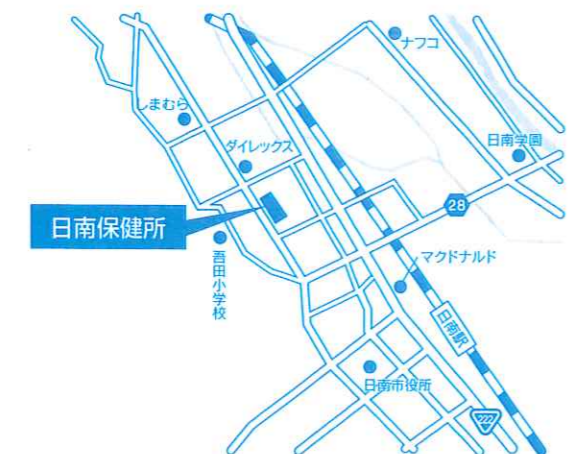 ナフコ
しまむら
ダイレックス
日南学園
28
日南保健所
吾田小学校
マクドナルド
日南駅
日南市役所
222